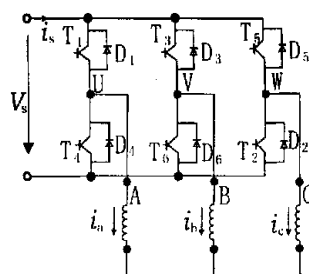 i_s T_1 D_1 T_3 D_3 T_5 D_5
U V W
V_s
T_4 D_4 T_6 D_6 T_2 D_2
A B C
i_a i_b i_c